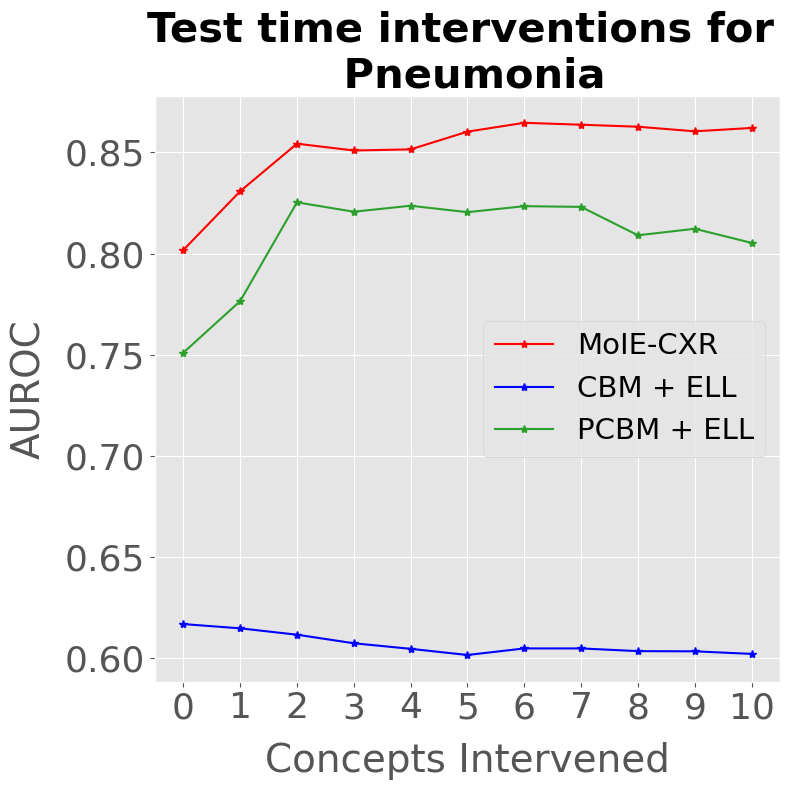 Test time interventions for
Pneumonia
AUROC
0.85
0.80
0.75
0.70
0.65
0.60
MoIE-CXR
CBM + ELL
PCBM + ELL
0 1 2 3 4 5 6 7 8 9 10
Concepts Intervened